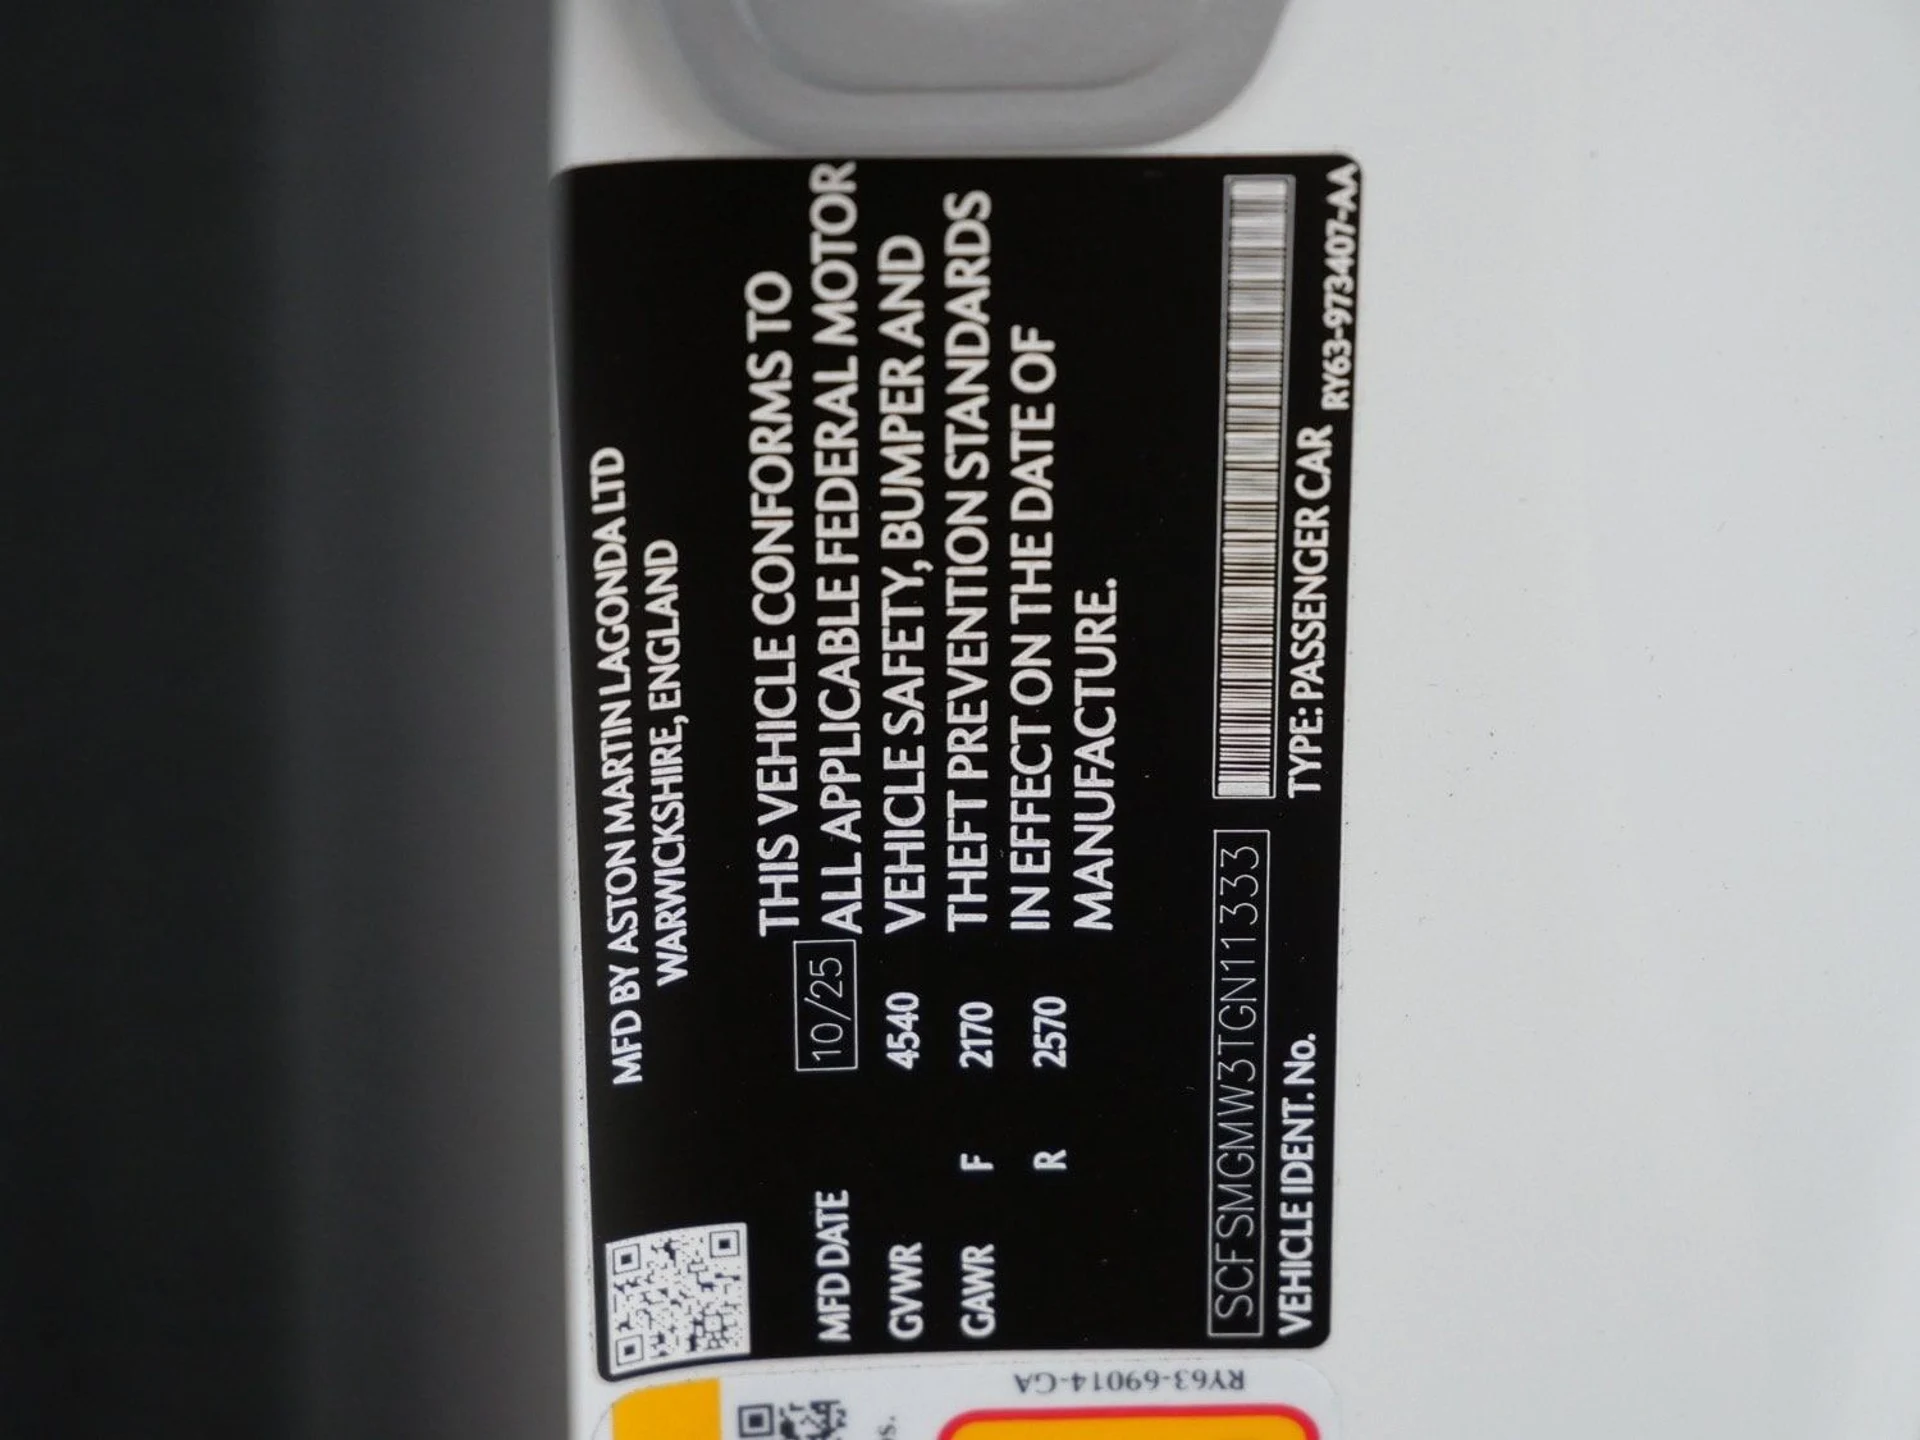 MFD BY ASTON MARTIN LAGONDA LTD
WARWICKSHIRE, ENGLAND
MFD DATE 10/25
GVWR 4540
GAWR F 2170
R 2570
THIS VEHICLE CONFORMS TO
ALL APPLICABLE FEDERAL MOTOR
VEHICLE SAFETY, BUMPER AND
THEFT PREVENTION STANDARDS
IN EFFECT ON THE DATE OF
MANUFACTURE.
SCFSMGMW3TGN11333
VEHICLE IDENT. No. TYPE: PASSENGER CAR
RY63-973407-AA
RY63-69014-GA